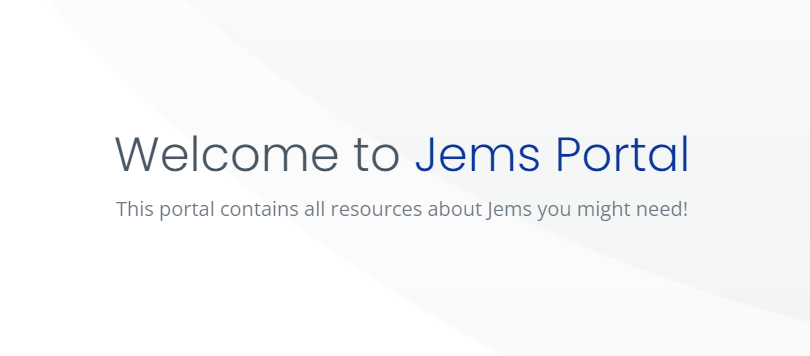 Welcome to Jems Portal
This portal contains all resources about Jems you might need!